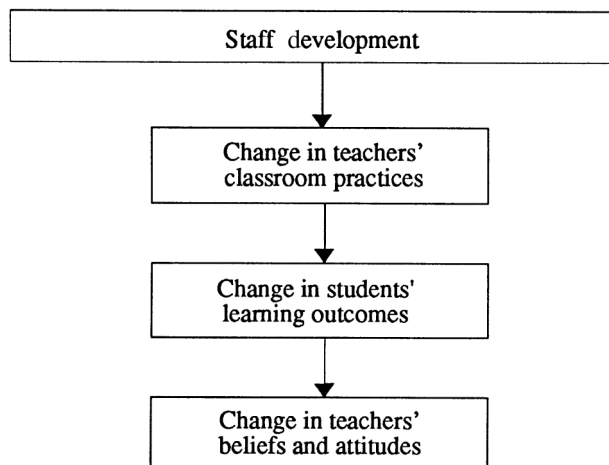 Staff development
Change in teachers'
classroom practices
Change in students'
learning outcomes
Change in teachers'
beliefs and attitudes